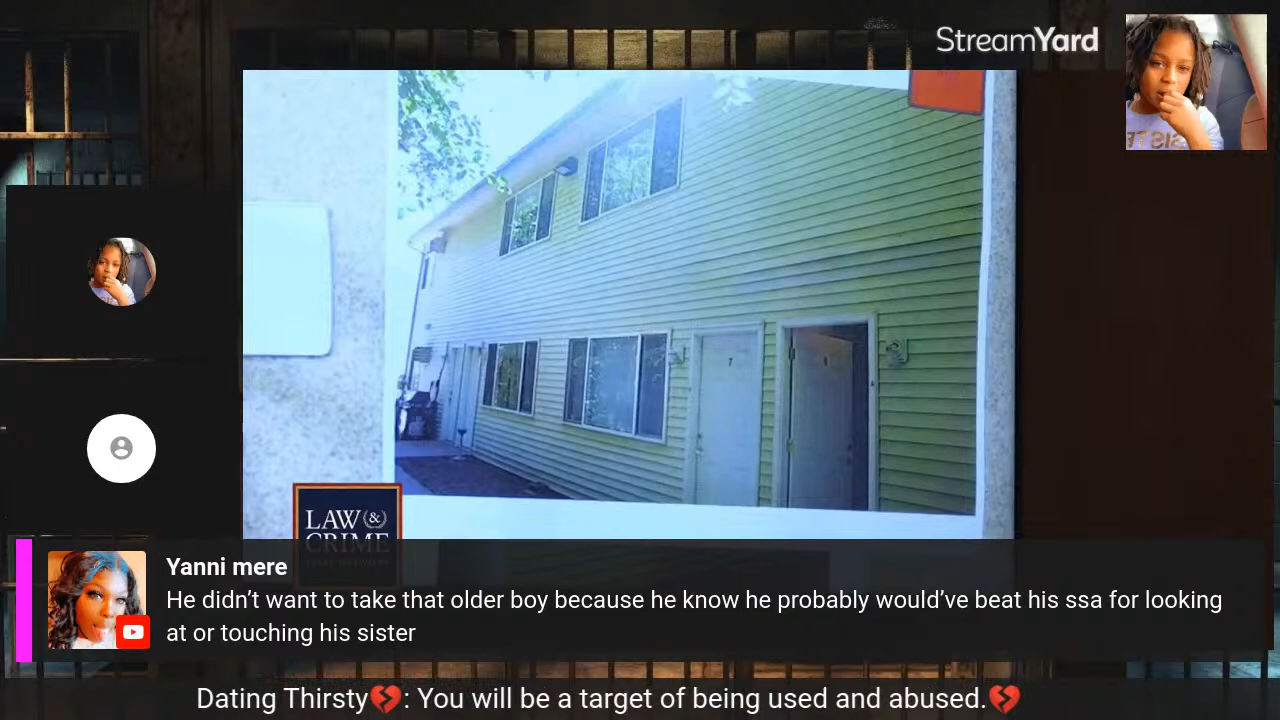 StreamYard
7
LAW &
CRIME
Yanni mere
He didn’t want to take that older boy because he know he probably would’ve beat his ssa for looking
at or touching his sister
Dating Thirsty💔: You will be a target of being used and abused.💔